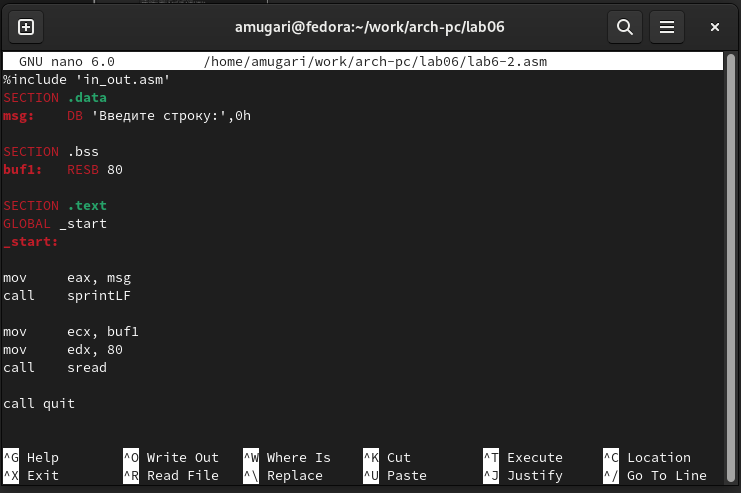 amugari@fedora:~/work/arch-pc/lab06
GNU nano 6.0 /home/amugari/work/arch-pc/lab06/lab6-2.asm
%include 'in_out.asm'
SECTION .data
msg: DB 'Введите строку:',0h
SECTION .bss
buf1: RESB 80
SECTION .text
GLOBAL _start
_start:
mov eax, msg
call sprintLF
mov ecx, buf1
mov edx, 80
call sread
call quit
^G Help ^O Write Out ^W Where Is ^K Cut ^T Execute ^C Location
^X Exit ^R Read File ^\ Replace ^U Paste ^J Justify ^/ Go To Line